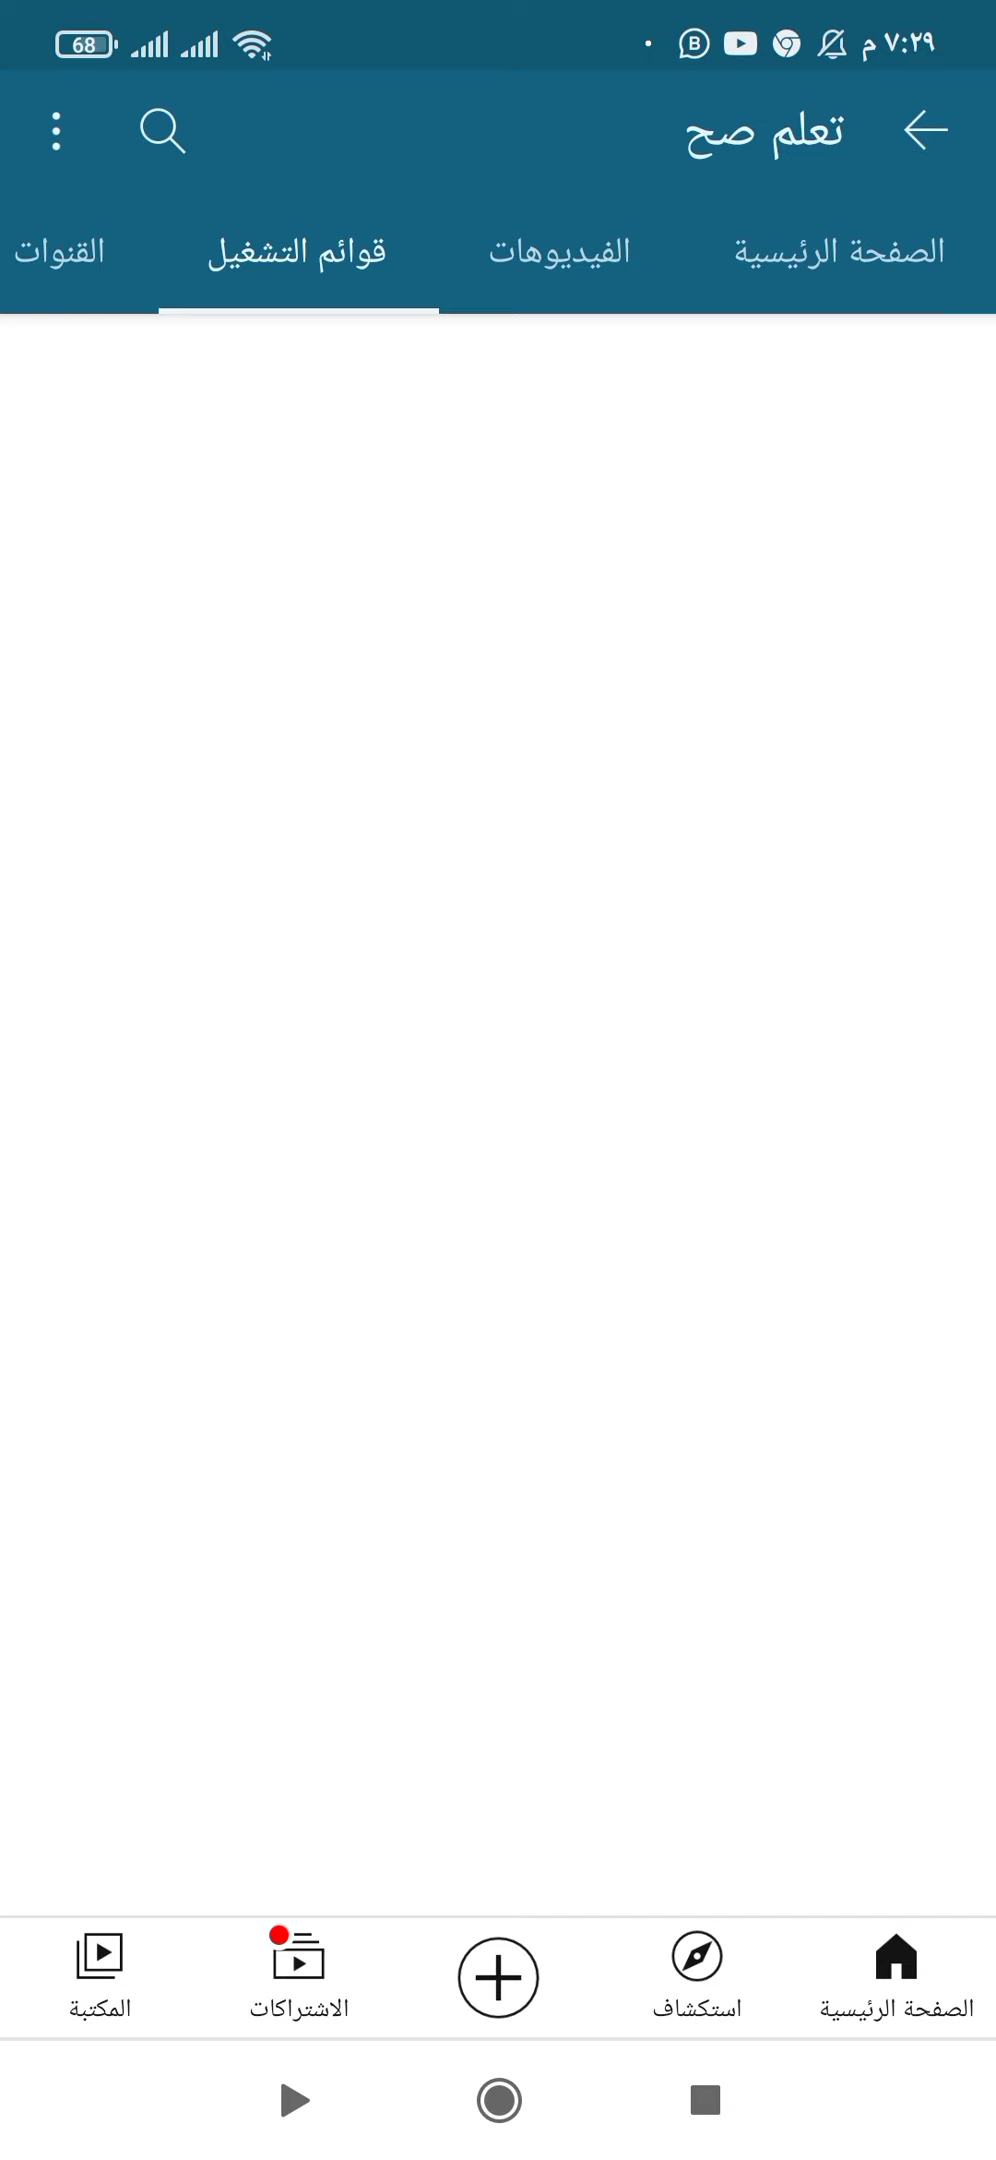 ٧:٢٩ م
68
تعلم صح
الصفحة الرئيسية الفيديوهات قوائم التشغيل القنوات
الصفحة الرئيسية استكشاف الاشتراكات المكتبة